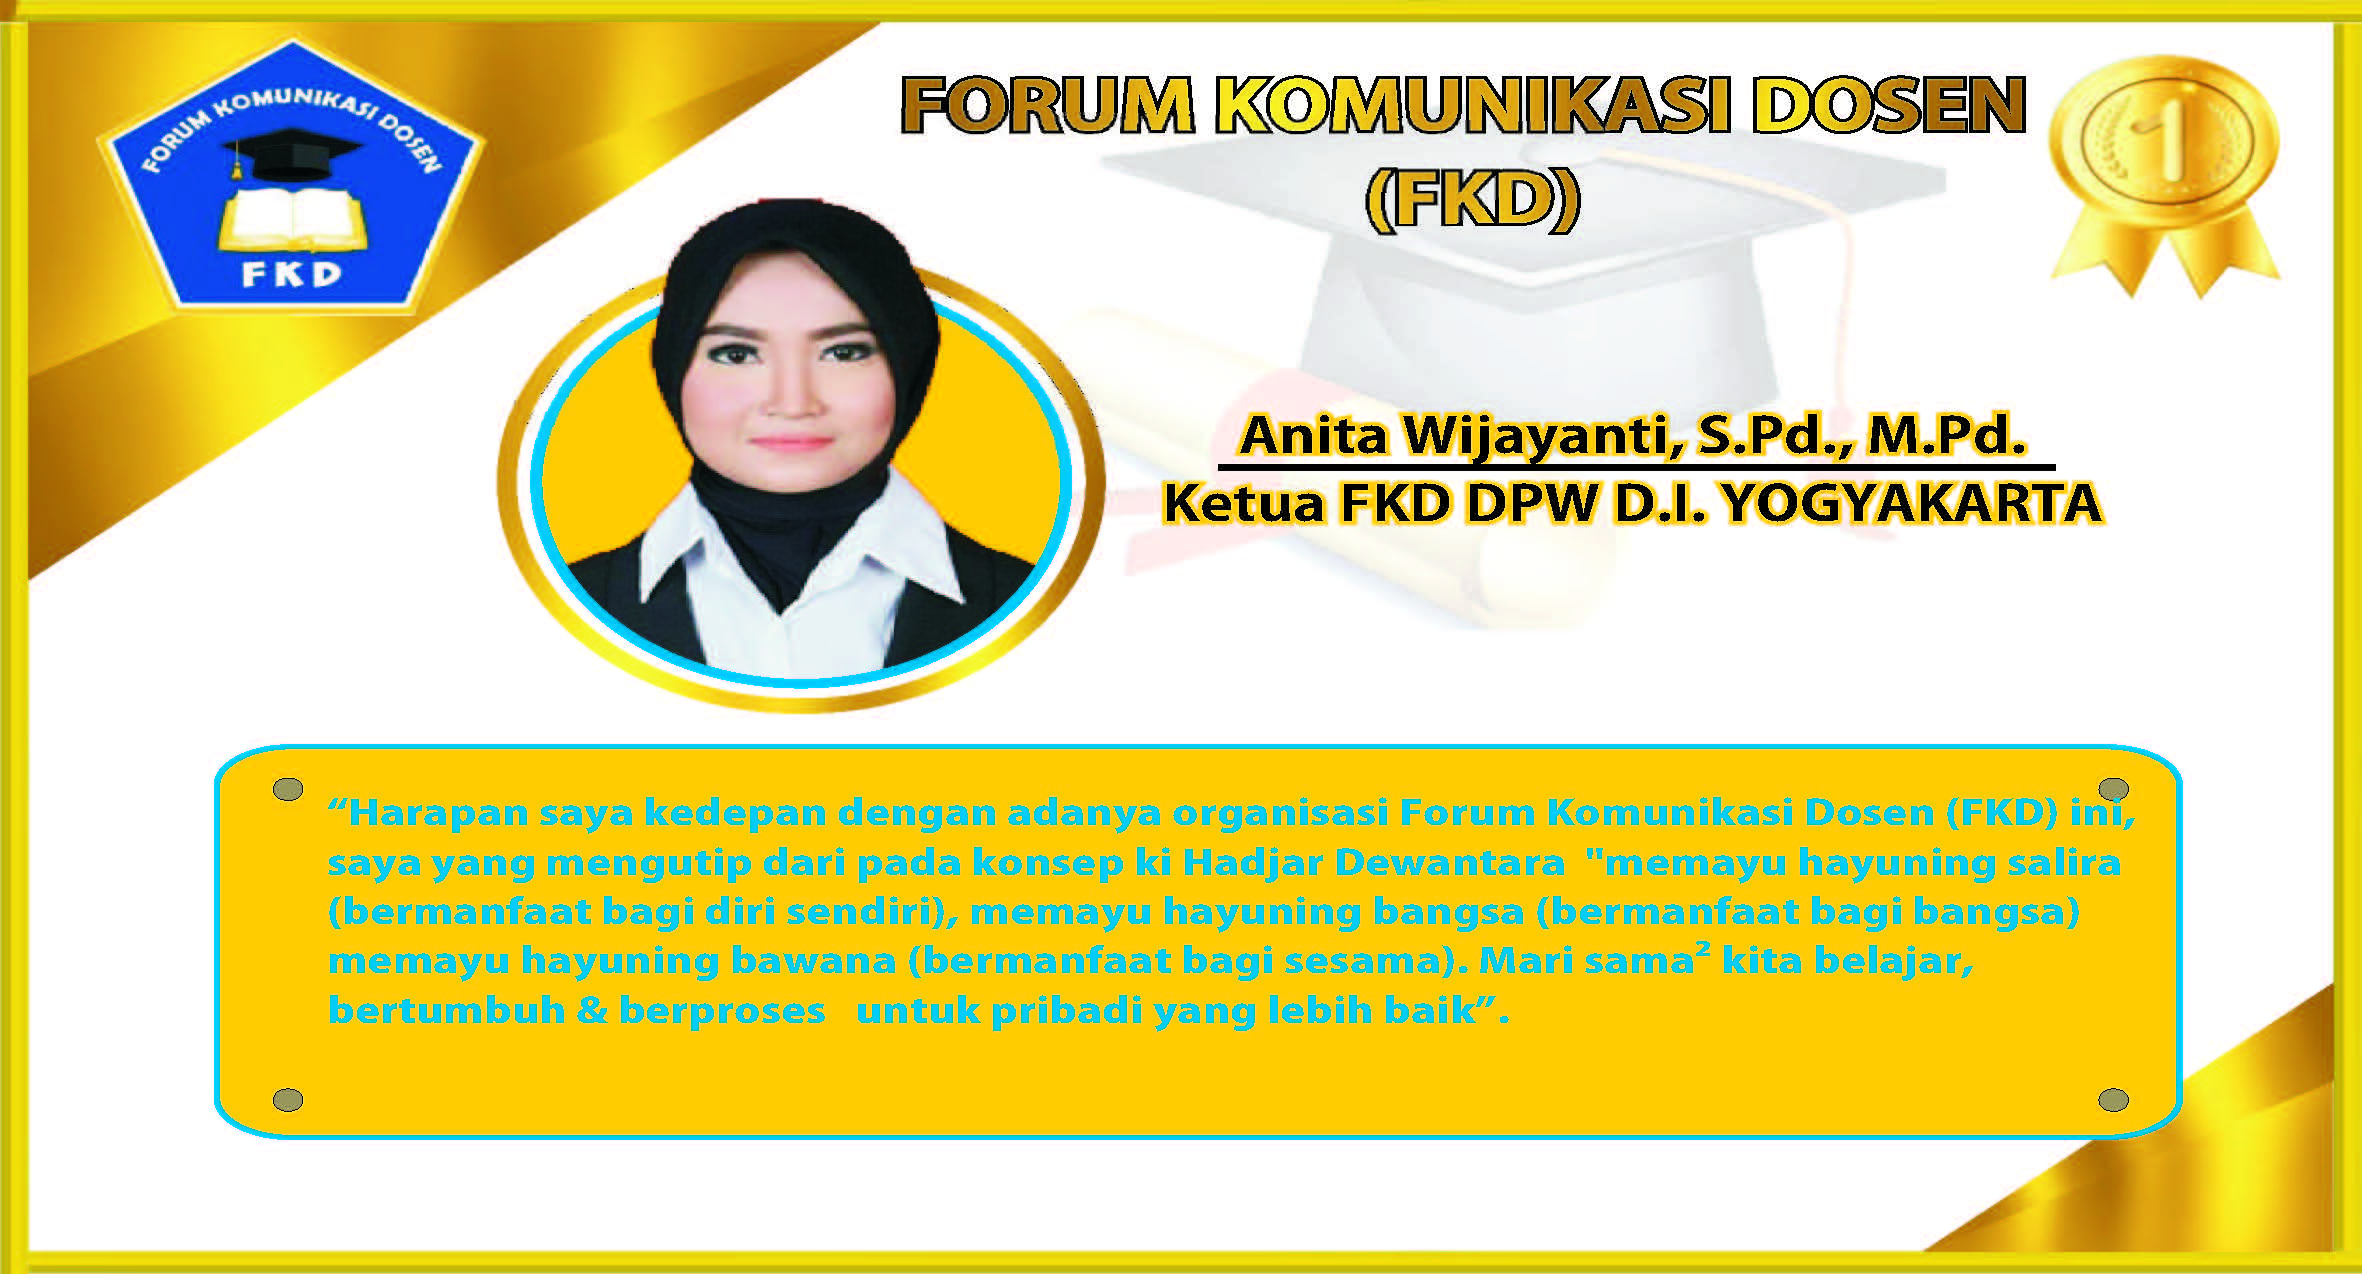 FORUM KOMUNIKASI DOSEN
FKD
FORUM KOMUNIKASI DOSEN
(FKD)
1
Anita Wijayanti, S.Pd., M.Pd.
Ketua FKD DPW D.I. YOGYAKARTA
“Harapan saya kedepan dengan adanya organisasi Forum Komunikasi Dosen (FKD) ini,
saya yang mengutip dari pada konsep ki Hadjar Dewantara "memayu hayuning salira
(bermanfaat bagi diri sendiri), memayu hayuning bangsa (bermanfaat bagi bangsa)
memayu hayuning bawana (bermanfaat bagi sesama). Mari sama² kita belajar,
bertumbuh & berproses untuk pribadi yang lebih baik”.